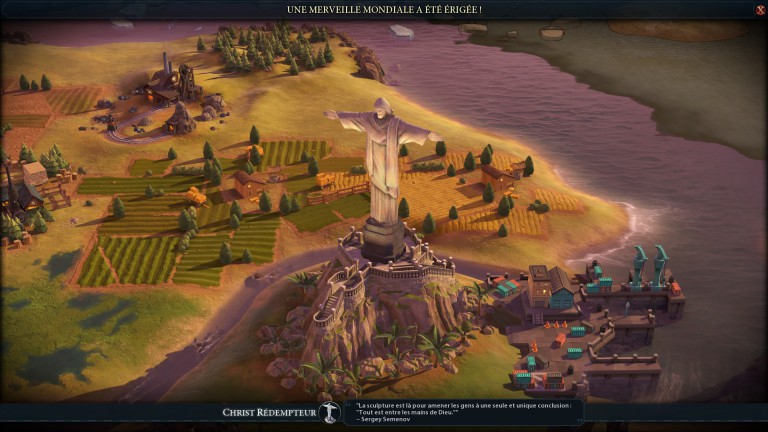 UNE MERVEILLE MONDIALE A ÉTÉ ÉRIGÉE !
CHRIST RÉDEMPTEUR
"La sculpture est là pour amener les gens à une seule et unique conclusion :
"Tout est entre les mains de Dieu.""
– Sergey Semenov